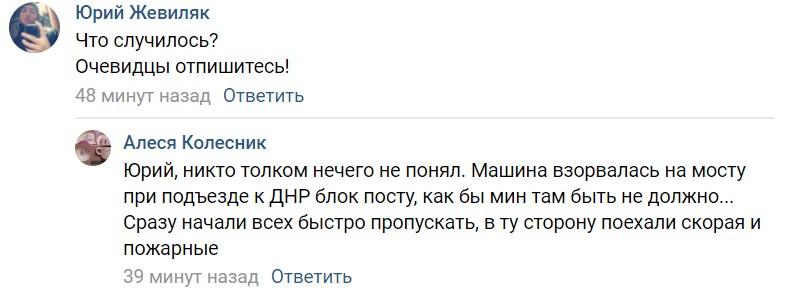 Юрий Жевиляк
Что случилось?
Очевидцы отпишитесь!
48 минут назад Ответить
Алеся Колесник
Юрий, никто толком нечего не понял. Машина взорвалась на мосту
при подъезде к ДНР блок посту, как бы мин там быть не должно...
Сразу начали всех быстро пропускать, в ту сторону поехали скорая и
пожарные
39 минут назад Ответить